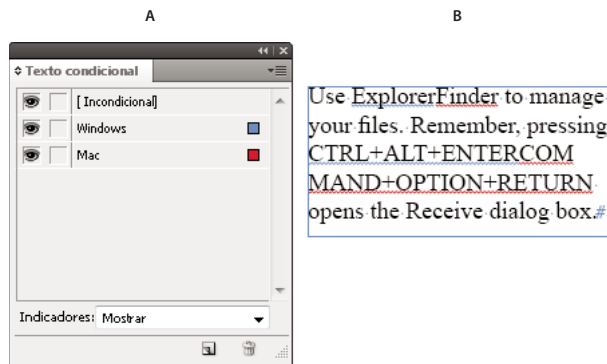 A
B
Texto condicional
[ Incondicional]
Windows
Mac
Indicadores: Mostrar
Use ExplorerFinder to manage
your files. Remember, pressing
CTRL+ALT+ENTERCOM
MAND+OPTION+RETURN
opens the Receive dialog box.#